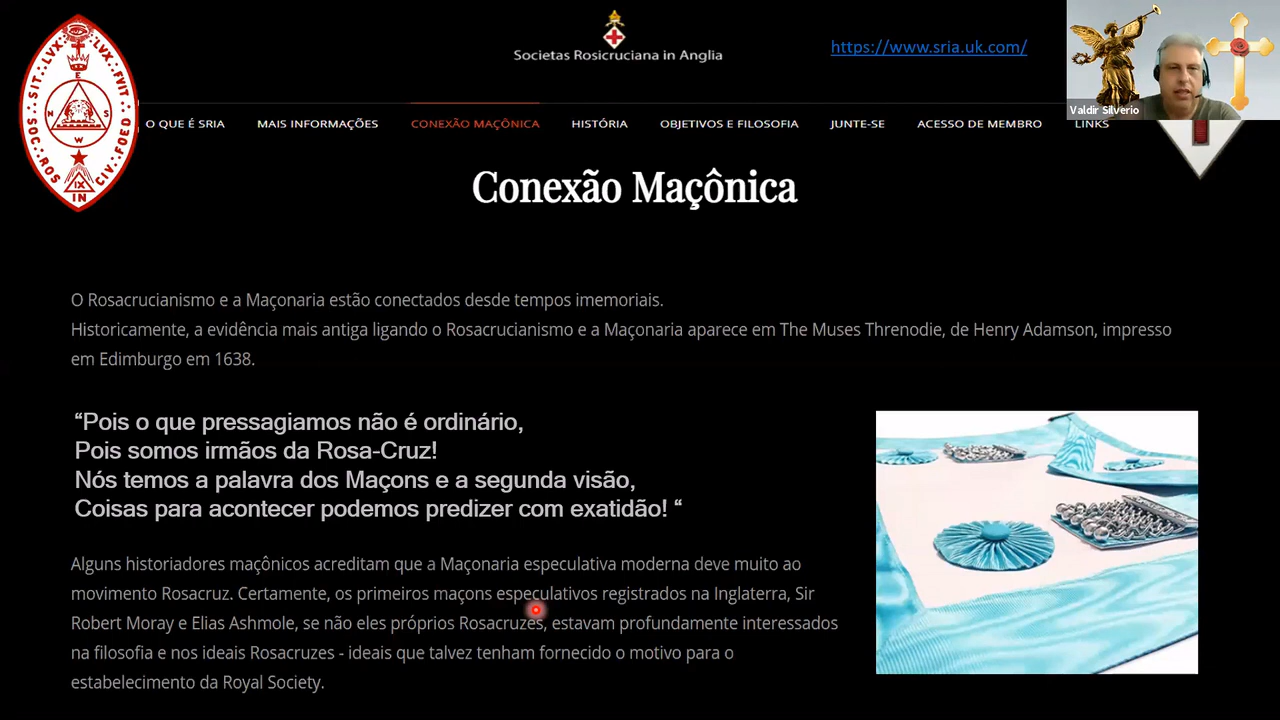 Societas Rosicruciana in Anglia
https://www.sria.uk.com/
Valdir Silverio
SIT · LVX · ET · LVX · FVIT
SOC · ROS · IN · CIV · FOED
E
N S
W
IX
O QUE É SRIA MAIS INFORMAÇÕES CONEXÃO MAÇÔNICA HISTÓRIA OBJETIVOS E FILOSOFIA JUNTE-SE ACESSO DE MEMBRO LINKS
Conexão Maçônica
O Rosacrucianismo e a Maçonaria estão conectados desde tempos imemoriais.
Historicamente, a evidência mais antiga ligando o Rosacrucianismo e a Maçonaria aparece em The Muses Threnodie, de Henry Adamson, impresso
em Edimburgo em 1638.
“Pois o que pressagiamos não é ordinário,
Pois somos irmãos da Rosa-Cruz!
Nós temos a palavra dos Maçons e a segunda visão,
Coisas para acontecer podemos predizer com exatidão! “
Alguns historiadores maçônicos acreditam que a Maçonaria especulativa moderna deve muito ao
movimento Rosacruz. Certamente, os primeiros maçons especulativos registrados na Inglaterra, Sir
Robert Moray e Elias Ashmole, se não eles próprios Rosacruzes, estavam profundamente interessados
na filosofia e nos ideais Rosacruzes - ideais que talvez tenham fornecido o motivo para o
estabelecimento da Royal Society.